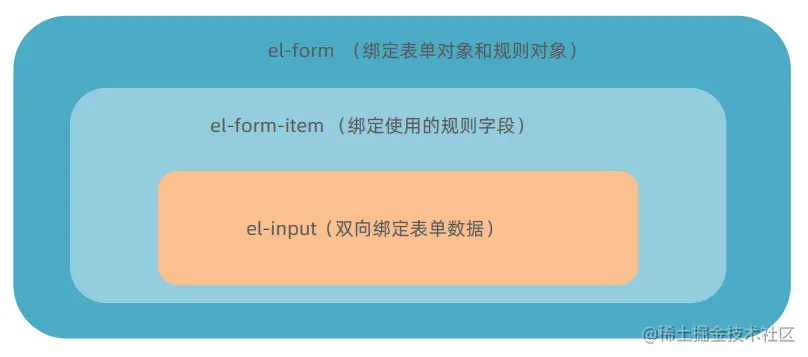 el-form （绑定表单对象和规则对象）
el-form-item （绑定使用的规则字段）
el-input（双向绑定表单数据）
@稀土掘金技术社区